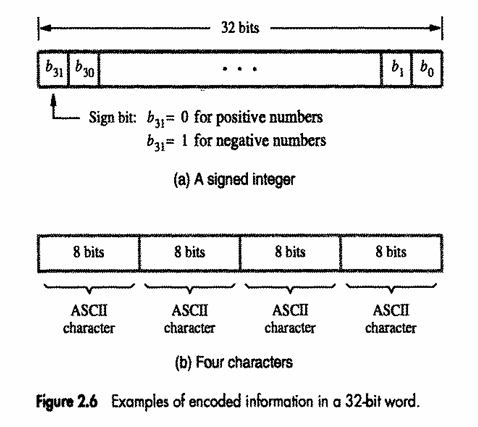 32 bits
b31 b30 . . . b1 b0
Sign bit: b31= 0 for positive numbers
b31= 1 for negative numbers
(a) A signed integer
8 bits 8 bits 8 bits 8 bits
ASCII ASCII ASCII ASCII
character character character character
(b) Four characters
Figure 2.6 Examples of encoded information in a 32-bit word.